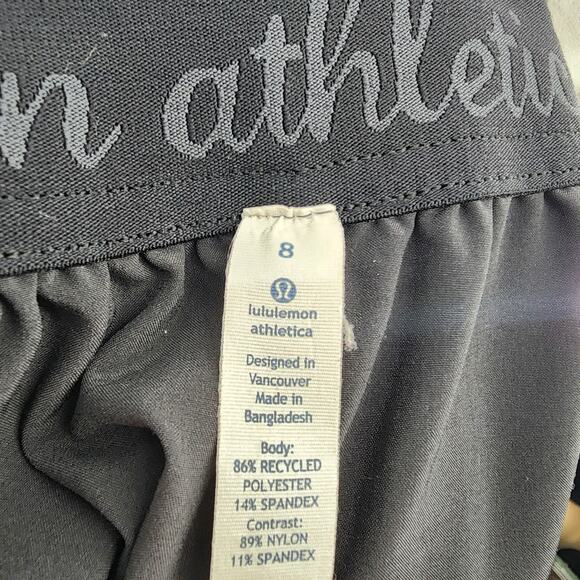 n athletic
8
lululemon
athletica
Designed in
Vancouver
Made in
Bangladesh
Body:
86% RECYCLED
POLYESTER
14% SPANDEX
Contrast:
89% NYLON
11% SPANDEX